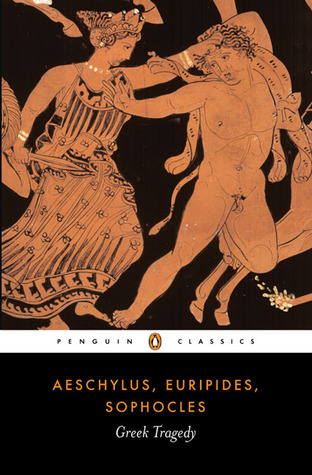 PENGUIN CLASSICS
AESCHYLUS, EURIPIDES,
SOPHOCLES
Greek Tragedy